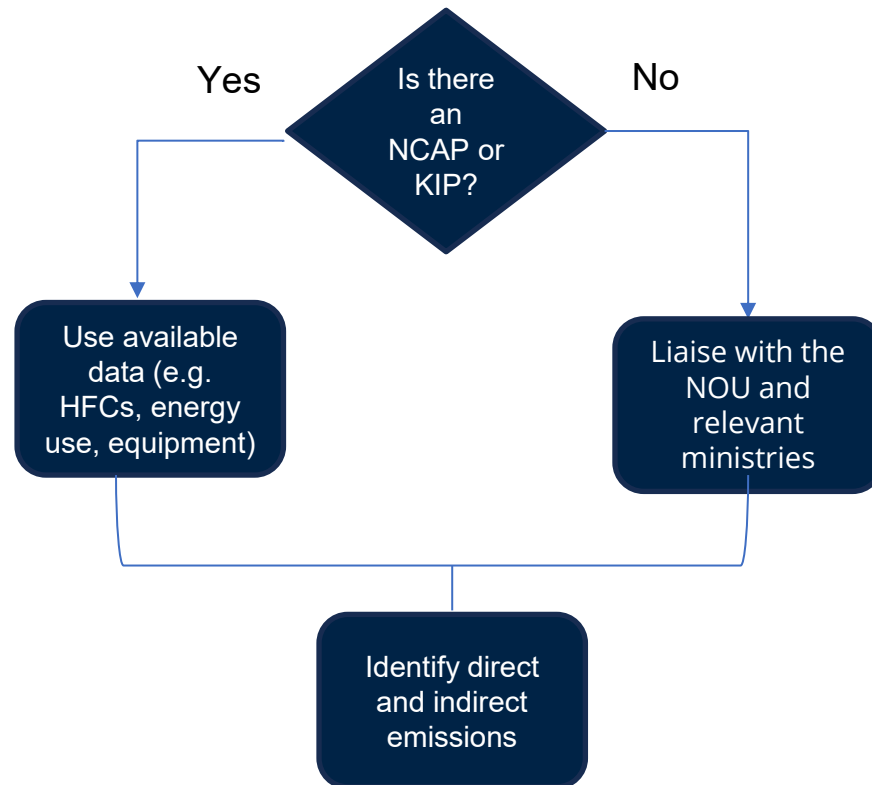 Yes
Is there
an
NCAP or
KIP?
No
Use available
data (e.g.
HFCs, energy
use, equipment)
Liaise with the
NOU and
relevant
ministries
Identify direct
and indirect
emissions